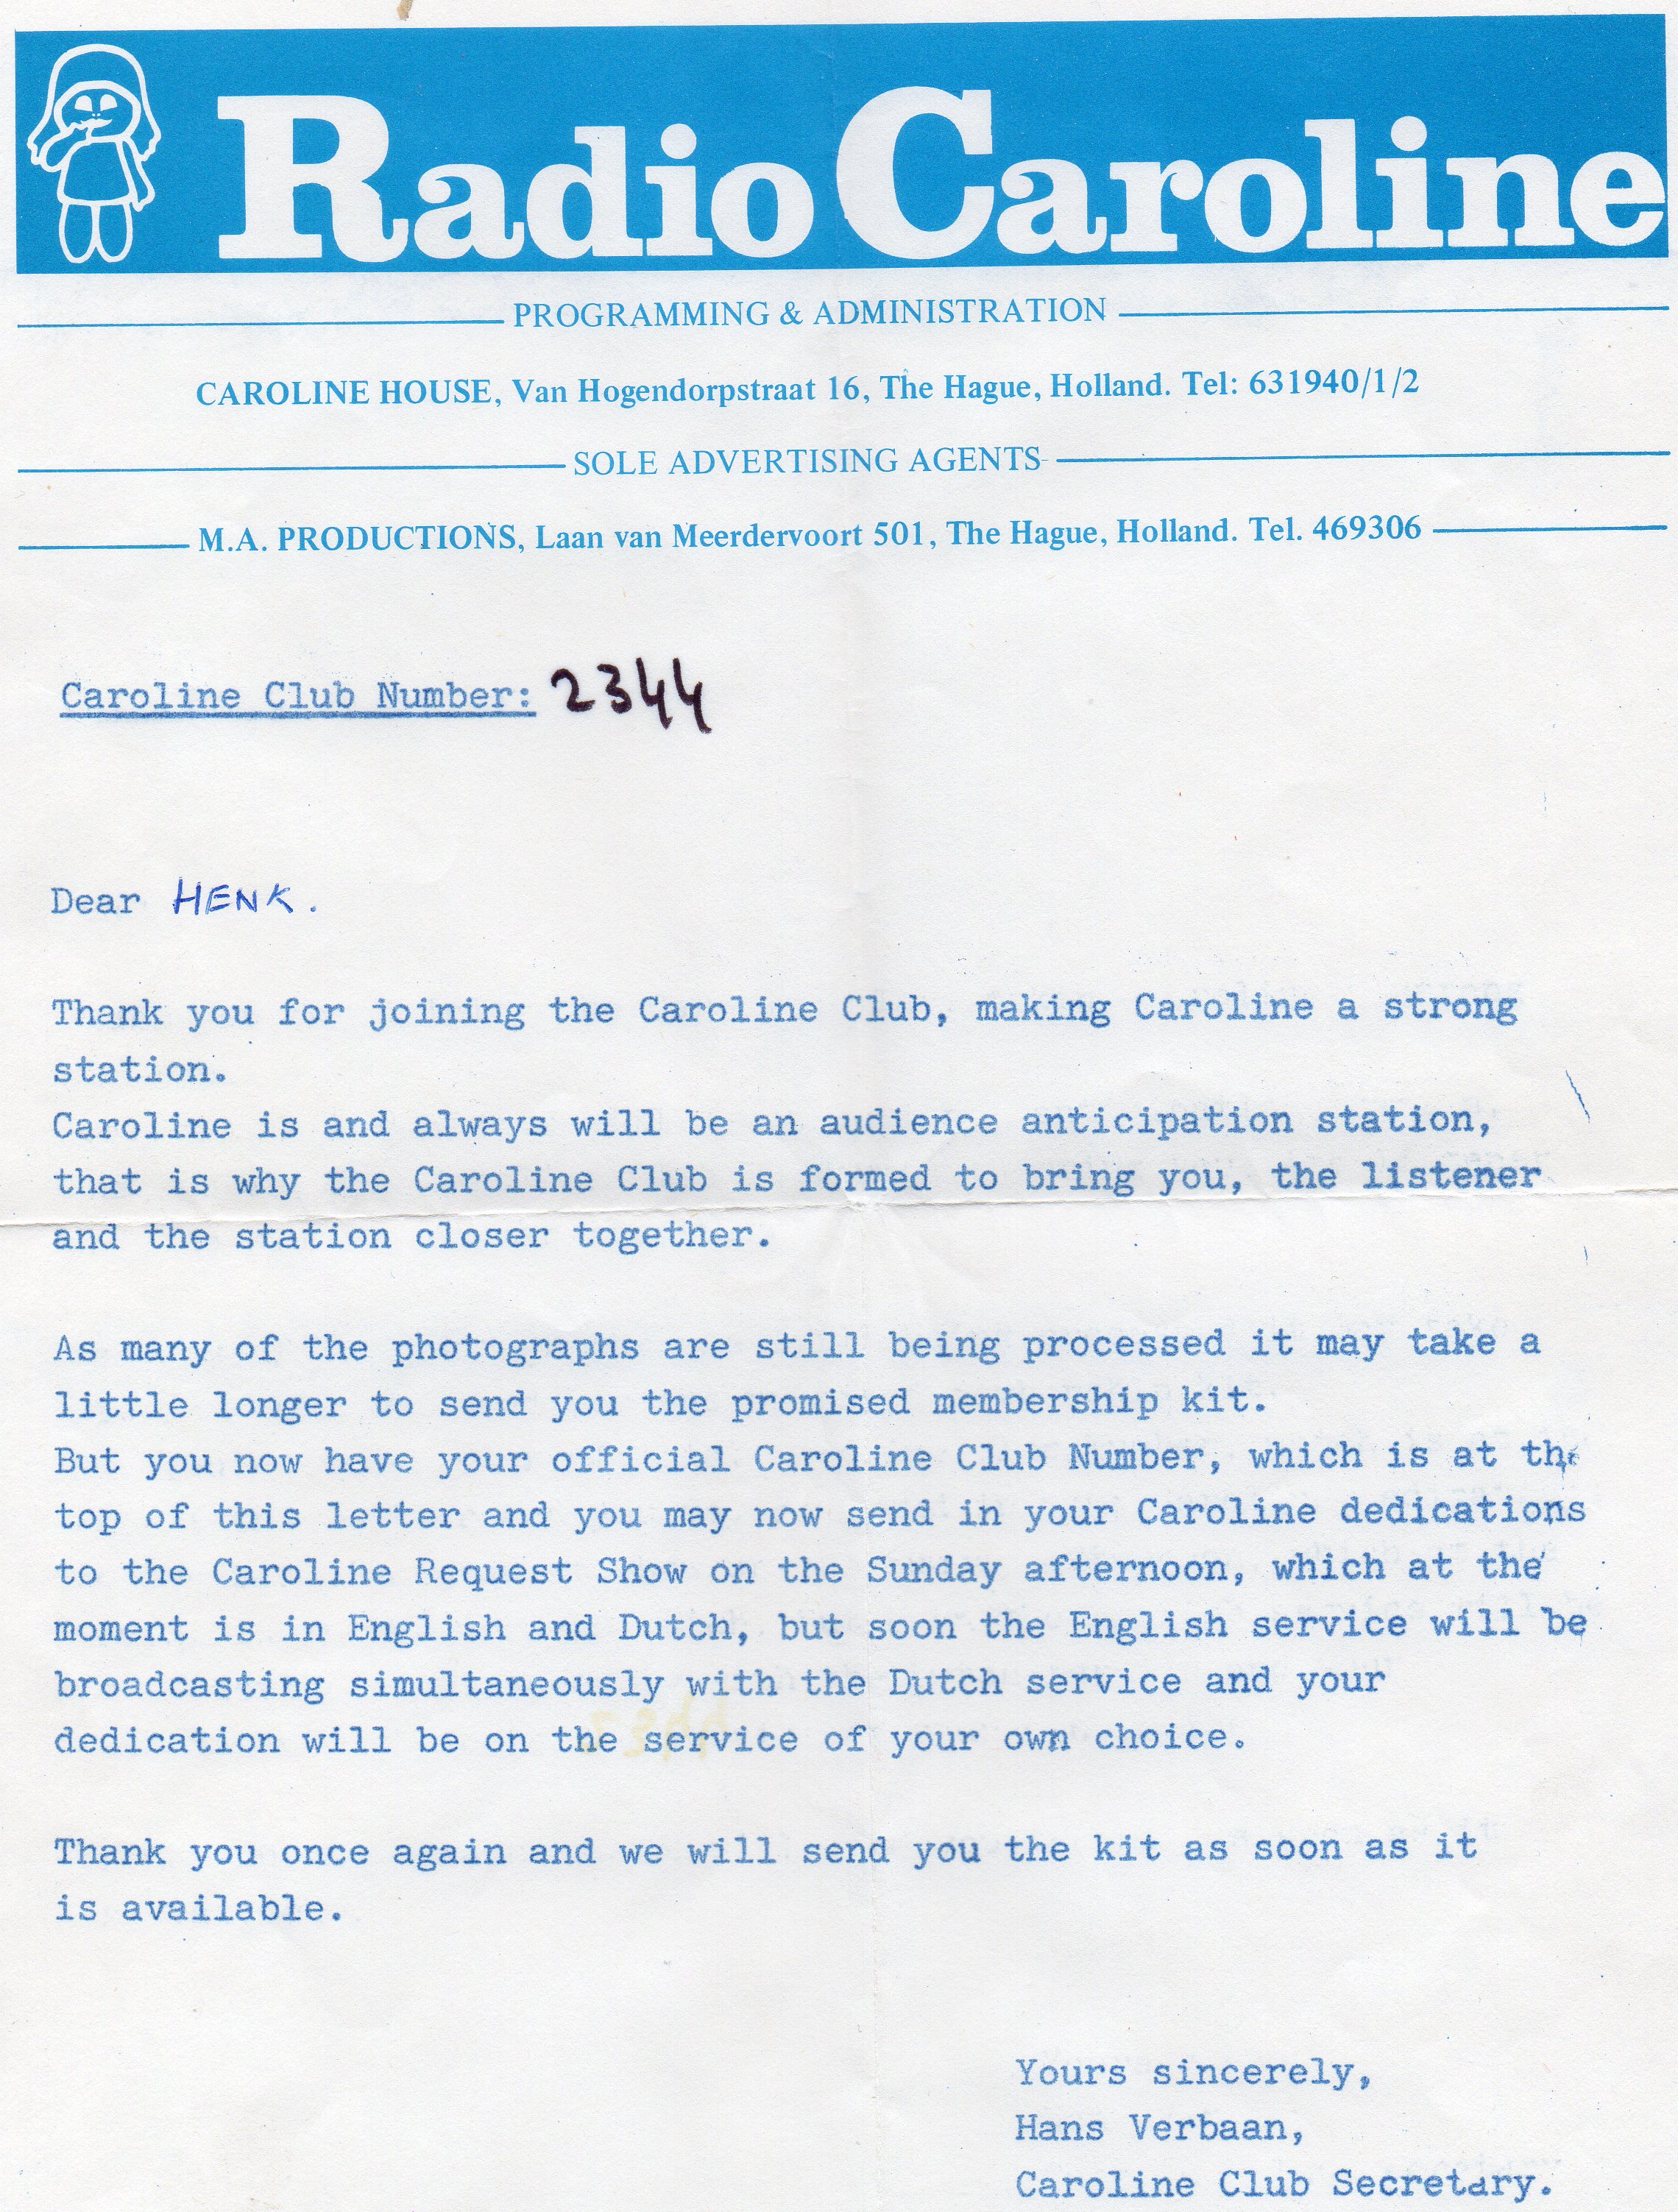 Radio Caroline
PROGRAMMING & ADMINISTRATION
CAROLINE HOUSE, Van Hogendorpstraat 16, The Hague, Holland. Tel: 631940/1/2
SOLE ADVERTISING AGENTS
M.A. PRODUCTIONS, Laan van Meerdervoort 501, The Hague, Holland. Tel. 469306
Caroline Club Number: 2344
Dear HENK.
Thank you for joining the Caroline Club, making Caroline a strong
station.
Caroline is and always will be an audience anticipation station,
that is why the Caroline Club is formed to bring you, the listener
and the station closer together.
As many of the photographs are still being processed it may take a
little longer to send you the promised membership kit.
But you now have your official Caroline Club Number, which is at the
top of this letter and you may now send in your Caroline dedications
to the Caroline Request Show on the Sunday afternoon, which at the
moment is in English and Dutch, but soon the English service will be
broadcasting simultaneously with the Dutch service and your
dedication will be on the service of your own choice.
Thank you once again and we will send you the kit as soon as it
is available.
Yours sincerely,
Hans Verbaan,
Caroline Club Secretary.